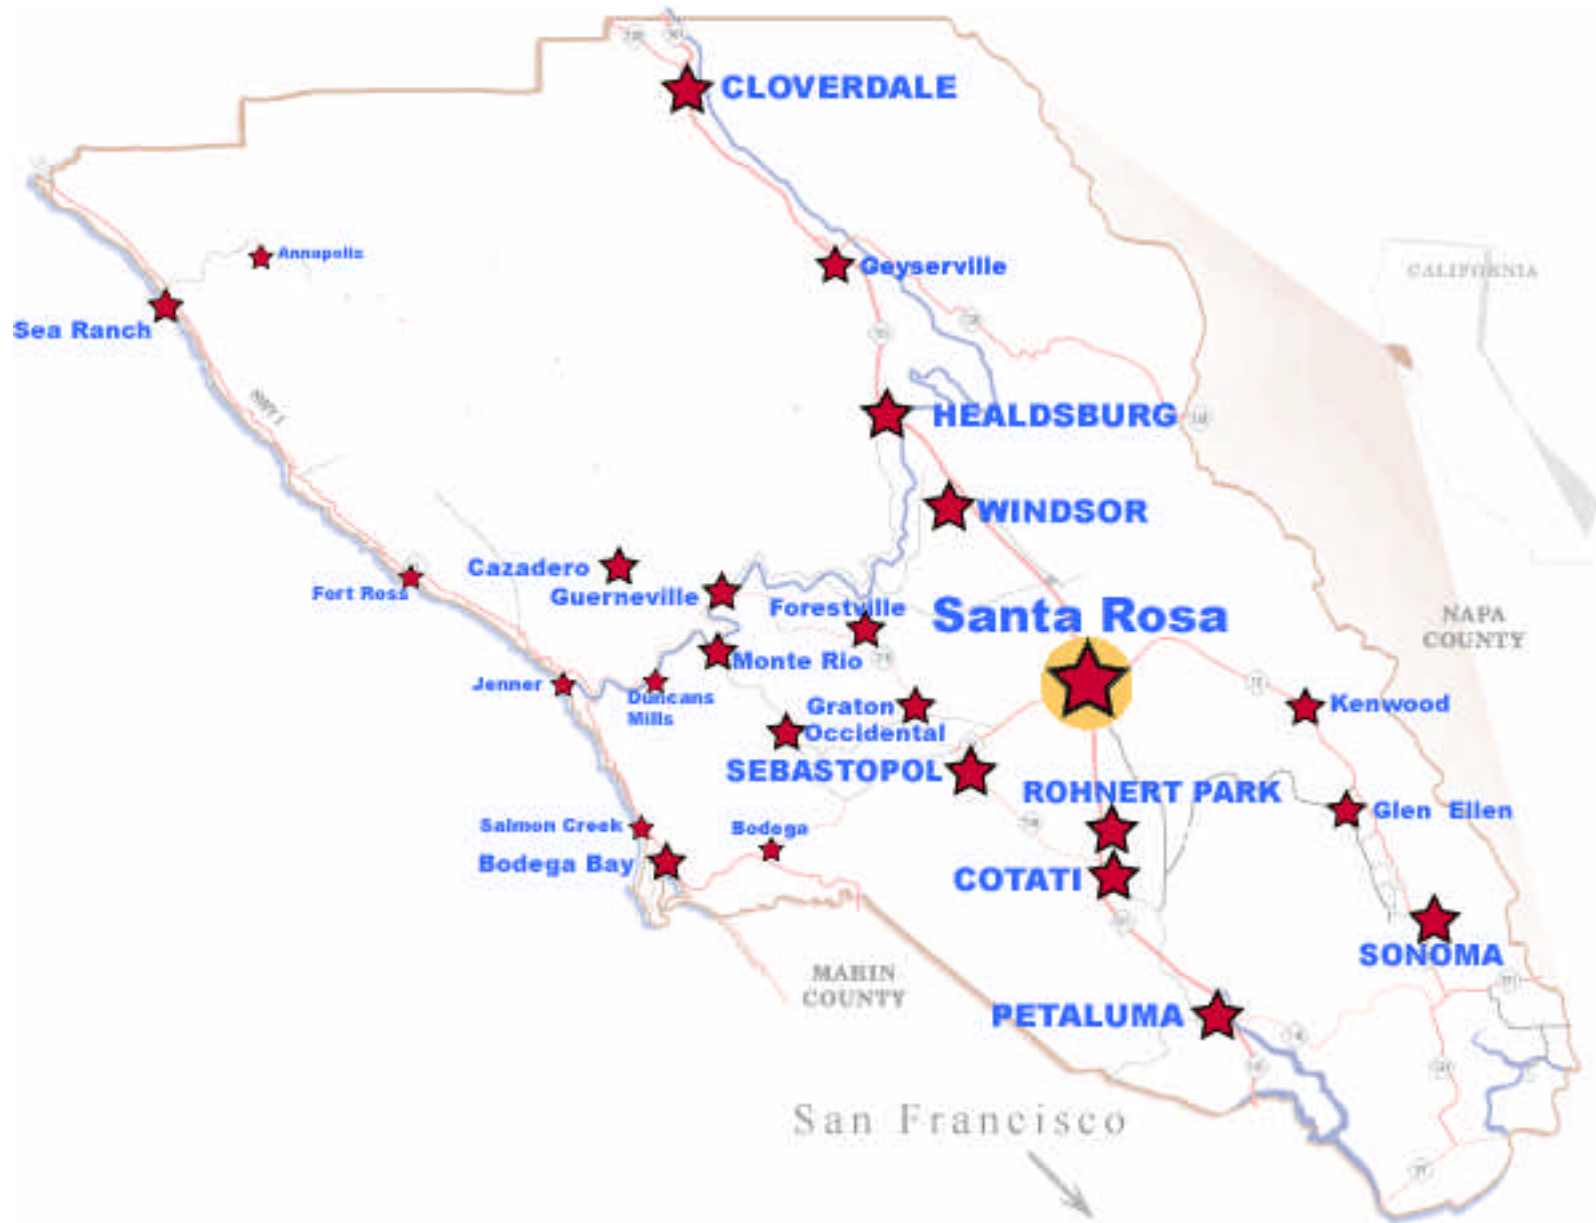 CLOVERDALE
Annapolis
Geyserville
CALIFORNIA
Sea Ranch
HWY 1
HEALDSBURG
WINDSOR
Cazadero
Fort Ross
Guerneville
Forestville
Santa Rosa
NAPA
COUNTY
Monte Rio
Jenner
Duncans
Mills
Graton
Kenwood
Occidental
SEBASTOPOL
ROHNERT PARK
Glen Ellen
Salmon Creek
Bodega
Bodega Bay
COTATI
SONOMA
MARIN
COUNTY
PETALUMA
San Francisco